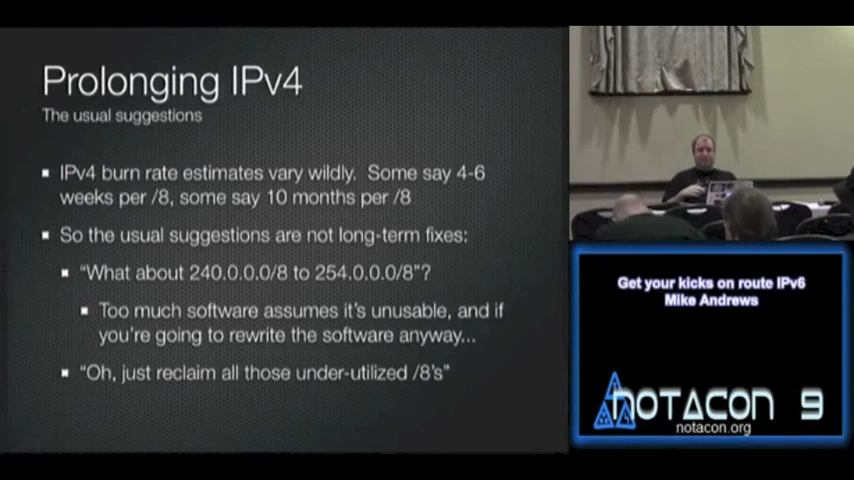 Prolonging IPv4
The usual suggestions
IPv4 burn rate estimates vary wildly. Some say 4-6
weeks per /8, some say 10 months per /8
So the usual suggestions are not long-term fixes:
“What about 240.0.0.0/8 to 254.0.0.0/8”?
Too much software assumes it’s unusable, and if
you’re going to rewrite the software anyway...
“Oh, just reclaim all those under-utilized /8’s”
Get your kicks on route IPv6
Mike Andrews
NOTACON 9
notacon.org